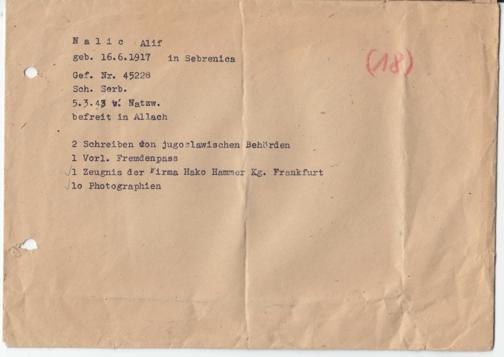 N a l i c Alif
(18)
geb. 16.6.1917 in Sebrenica
Gef. Nr. 45228
Sch. Serb.
5.3.43 v. Natzw.
befreit in Allach
2 Schreiben von jugoslawischen Behörden
1 Vorl. Fremdenpass
√1 Zeugnis der Firma Hako Hammer Kg. Frankfurt
√1o Photographien